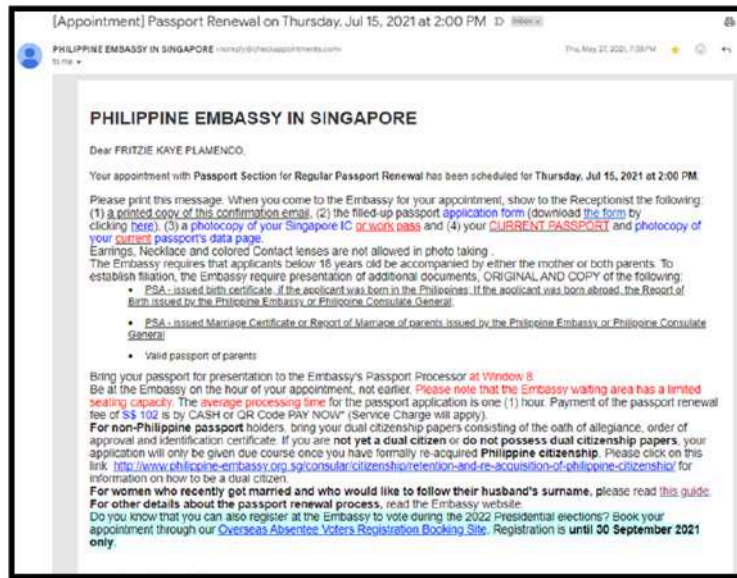 [Appointment] Passport Renewal on Thursday, Jul 15, 2021 at 2:00 PM Inbox
PHILIPPINE EMBASSY IN SINGAPORE <noreply@checkappointments.com> Thu, May 27, 2021, 7:08 PM
to me
PHILIPPINE EMBASSY IN SINGAPORE
Dear FRITZIE KAYE PLAMENCO,
Your appointment with Passport Section for Regular Passport Renewal has been scheduled for Thursday, Jul 15, 2021 at 2:00 PM.
Please print this message. When you come to the Embassy for your appointment, show to the Receptionist the following:
(1) a printed copy of this confirmation email, (2) the filled-up passport application form (download the form by
clicking here), (3) a photocopy of your Singapore IC or work pass and (4) your CURRENT PASSPORT and photocopy
of your current passport's data page.
Earrings, Necklace and colored Contact lenses are not allowed in photo taking .
The Embassy requires that applicants below 18 years old be accompanied by either the mother or both parents. To
establish filiation, the Embassy require presentation of additional documents, ORIGINAL AND COPY of the following:
• PSA - issued birth certificate, if the applicant was born in the Philippines; If the applicant was born abroad, the Report of
Birth issued by the Philippine Embassy or Philippine Consulate General;
• PSA - issued Marriage Certificate or Report of Marriage of parents issued by the Philippine Embassy or Philippine Consulate
General
• Valid passport of parents
Bring your passport for presentation to the Embassy's Passport Processor at Window 8.
Be at the Embassy on the hour of your appointment, not earlier. Please note that the Embassy waiting area has a limited
seating capacity. The average processing time for the passport application is one (1) hour. Payment of the passport renewal
fee of S$ 102 is by CASH or QR Code PAY NOW* (Service Charge will apply).
For non-Philippine passport holders, bring your dual citizenship papers consisting of the oath of allegiance, order of
approval and identification certificate. If you are not yet a dual citizen or do not possess dual citizenship papers, your
application will only be given due course once you have formally re-acquired Philippine citizenship. Please click on this
link http://www.philippine-embassy.org.sg/consular/citizenship/retention-and-re-acquisition-of-philippine-citizenship/ for
information on how to be a dual citizen.
For women who recently got married and who would like to follow their husband's surname, please read this guide.
For other details about the passport renewal process, read the Embassy website.
Do you know that you can also register at the Embassy to vote during the 2022 Presidential elections? Book your
appointment through our Overseas Absentee Voters Registration Booking Site. Registration is until 30 September 2021
only.